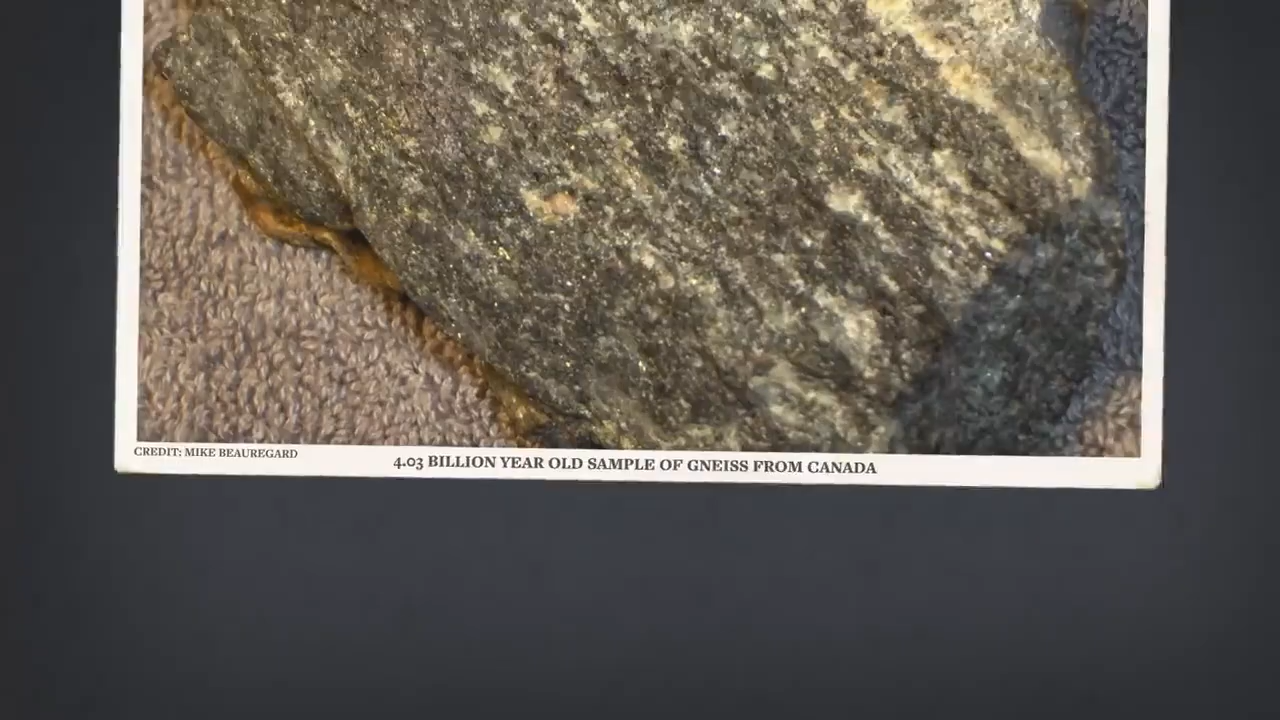 CREDIT: MIKE BEAUREGARD
4.03 BILLION YEAR OLD SAMPLE OF GNEISS FROM CANADA